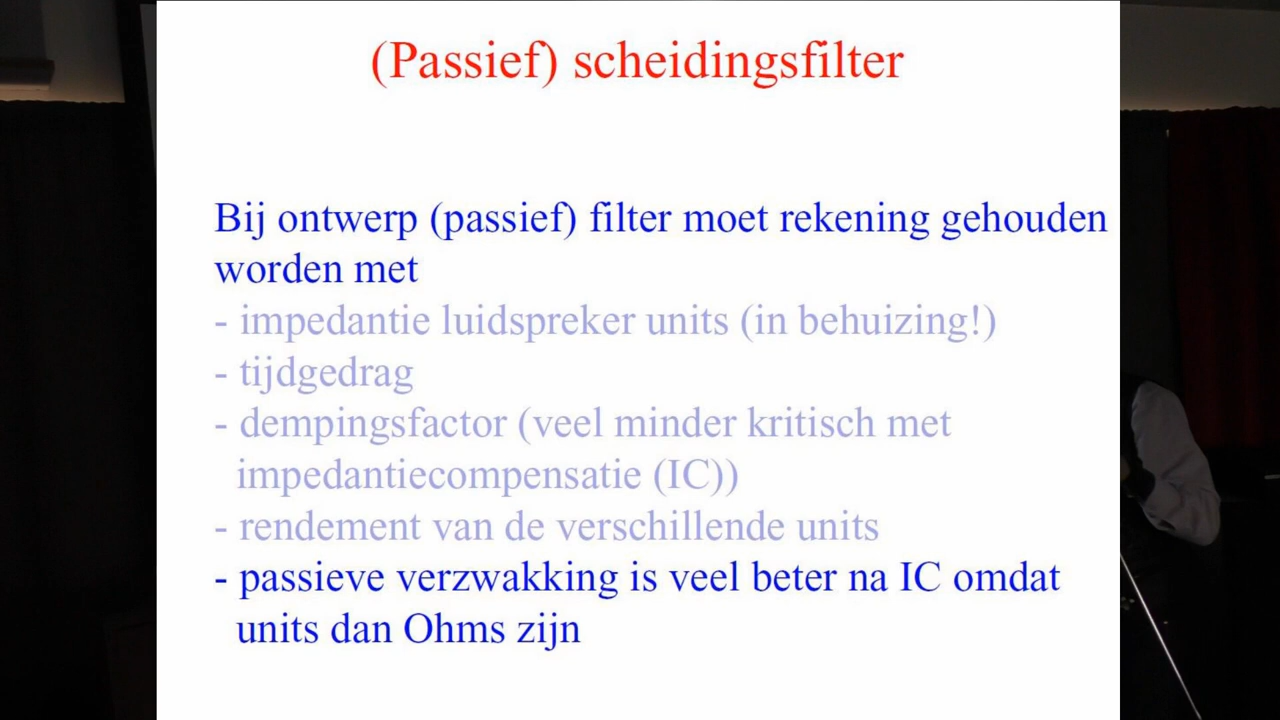 (Passief) scheidingsfilter
Bij ontwerp (passief) filter moet rekening gehouden
worden met
- impedantie luidspreker units (in behuizing!)
- tijdgedrag
- dempingsfactor (veel minder kritisch met
impedantiecompensatie (IC))
- rendement van de verschillende units
- passieve verzwakking is veel beter na IC omdat
units dan Ohms zijn